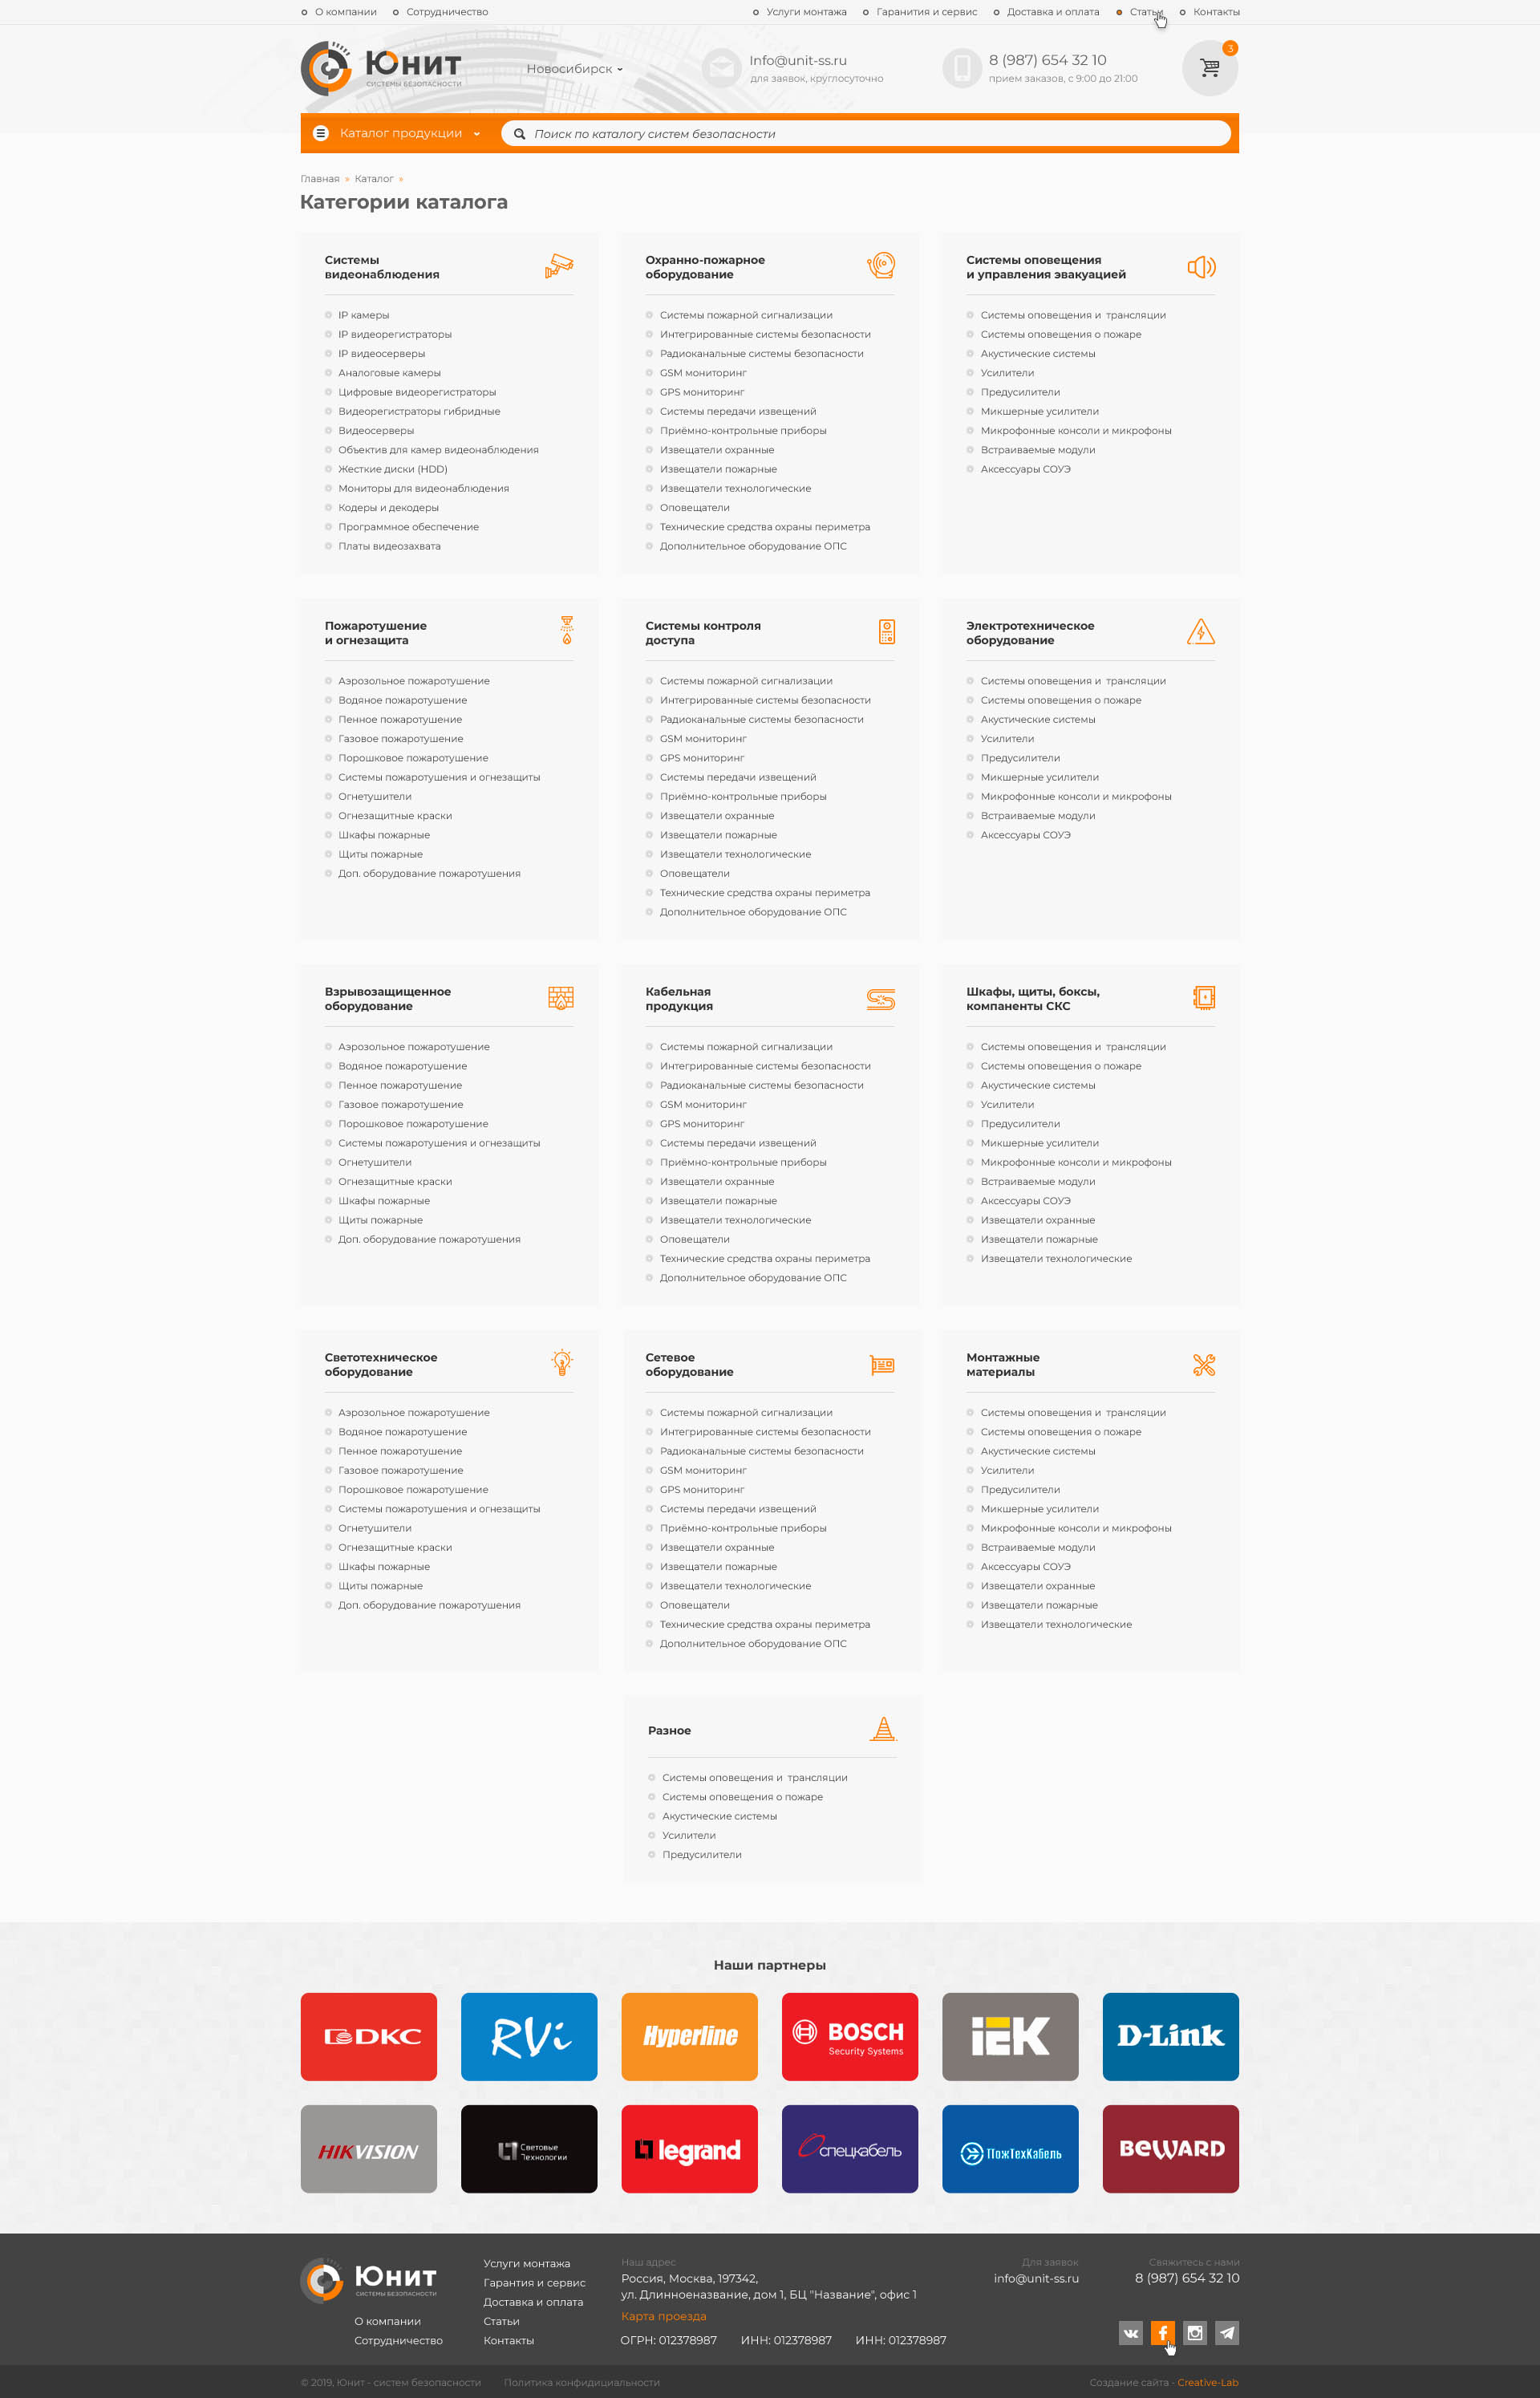 О компании
Сотрудничество
Услуги монтажа
Гаранития и сервис
Доставка и оплата
Статьи
Контакты
Юнит
СИСТЕМЫ БЕЗОПАСНОСТИ
Новосибирск
Info@unit-ss.ru
для заявок, круглосуточно
8 (987) 654 32 10
прием заказов, с 9:00 до 21:00
3
Каталог продукции
Поиск по каталогу систем безопасности
Главная » Каталог »
Категории каталога
Системы
видеонаблюдения
IP камеры
IP видеорегистраторы
IP видеосерверы
Аналоговые камеры
Цифровые видеорегистраторы
Видеорегистраторы гибридные
Видеосерверы
Объектив для камер видеонаблюдения
Жесткие диски (HDD)
Мониторы для видеонаблюдения
Кодеры и декодеры
Программное обеспечение
Платы видеозахвата
Охранно-пожарное
оборудование
Системы пожарной сигнализации
Интегрированные системы безопасности
Радиоканальные системы безопасности
GSM мониторинг
GPS мониторинг
Системы передачи извещений
Приёмно-контрольные приборы
Извещатели охранные
Извещатели пожарные
Извещатели технологические
Оповещатели
Технические средства охраны периметра
Дополнительное оборудование ОПС
Системы оповещения
и управления эвакуацией
Системы оповещения и трансляции
Системы оповещения о пожаре
Акустические системы
Усилители
Предусилители
Микшерные усилители
Микрофонные консоли и микрофоны
Встраиваемые модули
Аксессуары СОУЭ
Пожаротушение
и огнезащита
Аэрозольное пожаротушение
Водяное пожаротушение
Пенное пожаротушение
Газовое пожаротушение
Порошковое пожаротушение
Системы пожаротушения и огнезащиты
Огнетушители
Огнезащитные краски
Шкафы пожарные
Щиты пожарные
Доп. оборудование пожаротушения
Системы контроля
доступа
Системы пожарной сигнализации
Интегрированные системы безопасности
Радиоканальные системы безопасности
GSM мониторинг
GPS мониторинг
Системы передачи извещений
Приёмно-контрольные приборы
Извещатели охранные
Извещатели пожарные
Извещатели технологические
Оповещатели
Технические средства охраны периметра
Дополнительное оборудование ОПС
Электротехническое
оборудование
Системы оповещения и трансляции
Системы оповещения о пожаре
Акустические системы
Усилители
Предусилители
Микшерные усилители
Микрофонные консоли и микрофоны
Встраиваемые модули
Аксессуары СОУЭ
Взрывозащищенное
оборудование
Аэрозольное пожаротушение
Водяное пожаротушение
Пенное пожаротушение
Газовое пожаротушение
Порошковое пожаротушение
Системы пожаротушения и огнезащиты
Огнетушители
Огнезащитные краски
Шкафы пожарные
Щиты пожарные
Доп. оборудование пожаротушения
Кабельная
продукция
Системы пожарной сигнализации
Интегрированные системы безопасности
Радиоканальные системы безопасности
GSM мониторинг
GPS мониторинг
Системы передачи извещений
Приёмно-контрольные приборы
Извещатели охранные
Извещатели пожарные
Извещатели технологические
Оповещатели
Технические средства охраны периметра
Дополнительное оборудование ОПС
Шкафы, щиты, боксы,
компаненты СКС
Системы оповещения и трансляции
Системы оповещения о пожаре
Акустические системы
Усилители
Предусилители
Микшерные усилители
Микрофонные консоли и микрофоны
Встраиваемые модули
Аксессуары СОУЭ
Извещатели охранные
Извещатели пожарные
Извещатели технологические
Светотехническое
оборудование
Аэрозольное пожаротушение
Водяное пожаротушение
Пенное пожаротушение
Газовое пожаротушение
Порошковое пожаротушение
Системы пожаротушения и огнезащиты
Огнетушители
Огнезащитные краски
Шкафы пожарные
Щиты пожарные
Доп. оборудование пожаротушения
Сетевое
оборудование
Системы пожарной сигнализации
Интегрированные системы безопасности
Радиоканальные системы безопасности
GSM мониторинг
GPS мониторинг
Системы передачи извещений
Приёмно-контрольные приборы
Извещатели охранные
Извещатели пожарные
Извещатели технологические
Оповещатели
Технические средства охраны периметра
Дополнительное оборудование ОПС
Монтажные
материалы
Системы оповещения и трансляции
Системы оповещения о пожаре
Акустические системы
Усилители
Предусилители
Микшерные усилители
Микрофонные консоли и микрофоны
Встраиваемые модули
Аксессуары СОУЭ
Извещатели охранные
Извещатели пожарные
Извещатели технологические
Разное
Системы оповещения и трансляции
Системы оповещения о пожаре
Акустические системы
Усилители
Предусилители
Наши партнеры
DKC
RVi
Hyperline
BOSCH
Security Systems
IEK
D-Link
HIKVISION
Световые
Технологии
legrand
спецкабель
ПожТехКабель
BEWARD
Юнит
СИСТЕМЫ БЕЗОПАСНОСТИ
О компании
Сотрудничество
Услуги монтажа
Гарантия и сервис
Доставка и оплата
Статьи
Контакты
Наш адрес
Россия, Москва, 197342,
ул. Длинноеназвание, дом 1, БЦ "Название", офис 1
Карта проезда
ОГРН: 012378987 ИНН: 012378987 ИНН: 012378987
Для заявок
info@unit-ss.ru
Свяжитесь с нами
8 (987) 654 32 10
© 2019, Юнит - систем безопасности
Политика конфидициальности
Создание сайта - Creative-Lab